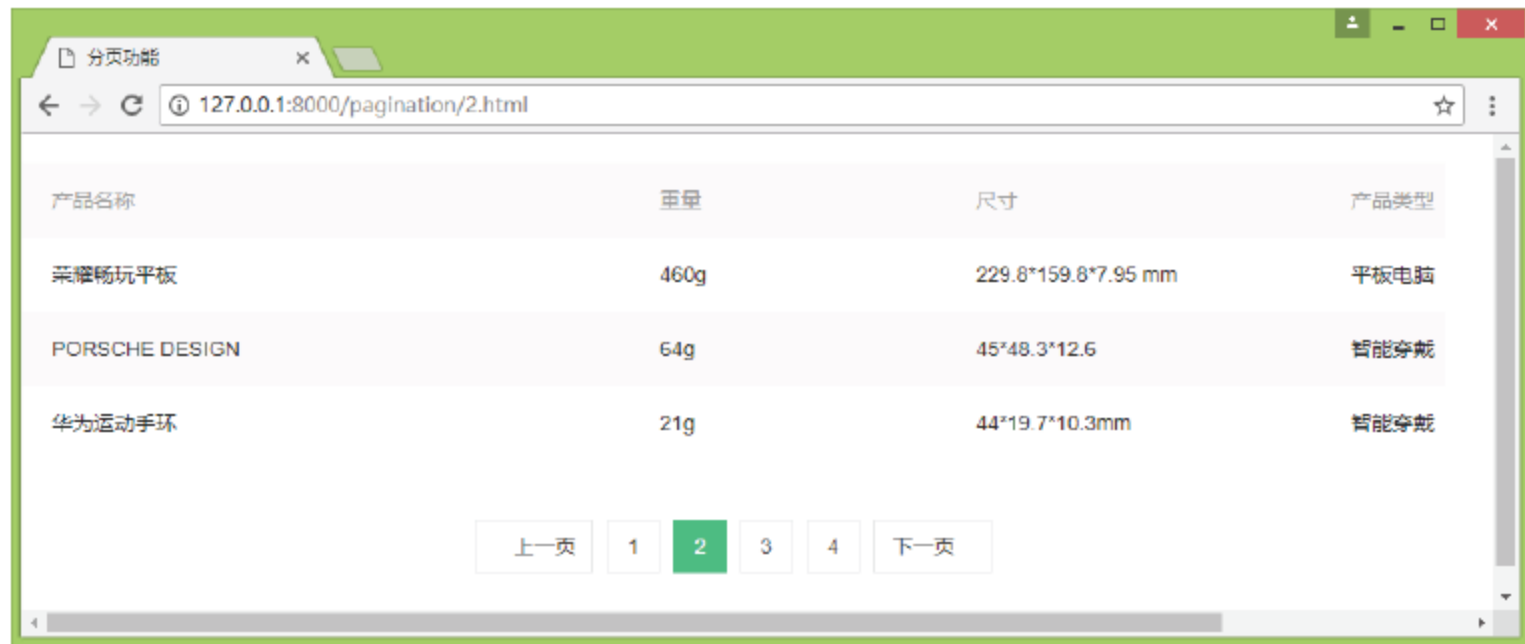 分页功能
127.0.0.1:8000/pagination/2.html
产品名称 重量 尺寸 产品类型
荣耀畅玩平板 460g 229.8*159.8*7.95 mm 平板电脑
PORSCHE DESIGN 64g 45*48.3*12.6 智能穿戴
华为运动手环 21g 44*19.7*10.3mm 智能穿戴
上一页 1 2 3 4 下一页